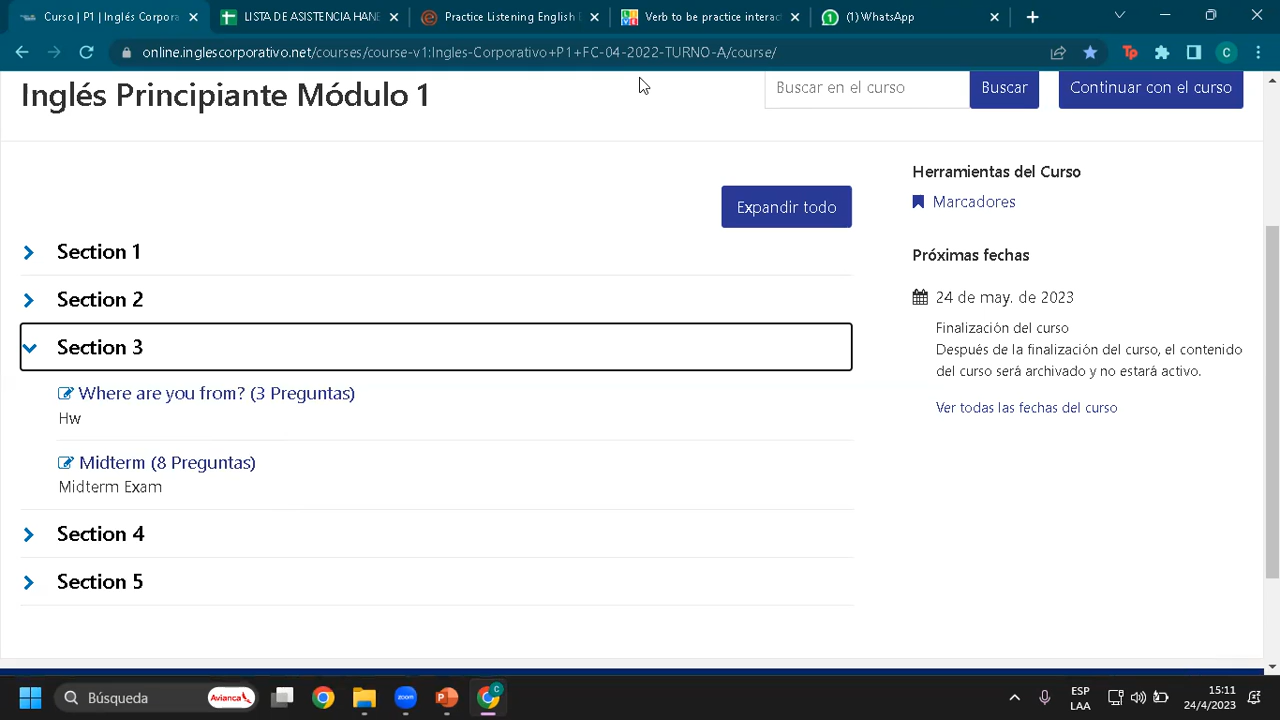 Curso | P1 | Inglés Corpora
LISTA DE ASISTENCIA HANE
Practice Listening English
Verb to be practice interact
(1) WhatsApp
online.inglescorporativo.net/courses/course-v1:Ingles-Corporativo+P1+FC-04-2022-TURNO-A/course/
C
Inglés Principiante Módulo 1
Buscar en el curso
Buscar
Continuar con el curso
Herramientas del Curso
Marcadores
Expandir todo
Section 1
Próximas fechas
Section 2
24 de may. de 2023
Finalización del curso
Después de la finalización del curso, el contenido
del curso será archivado y no estará activo.
Ver todas las fechas del curso
Section 3
Where are you from? (3 Preguntas)
Hw
Midterm (8 Preguntas)
Midterm Exam
Section 4
Section 5
Búsqueda
Avianca
zoom
C
ESP
LAA
15:11
24/4/2023